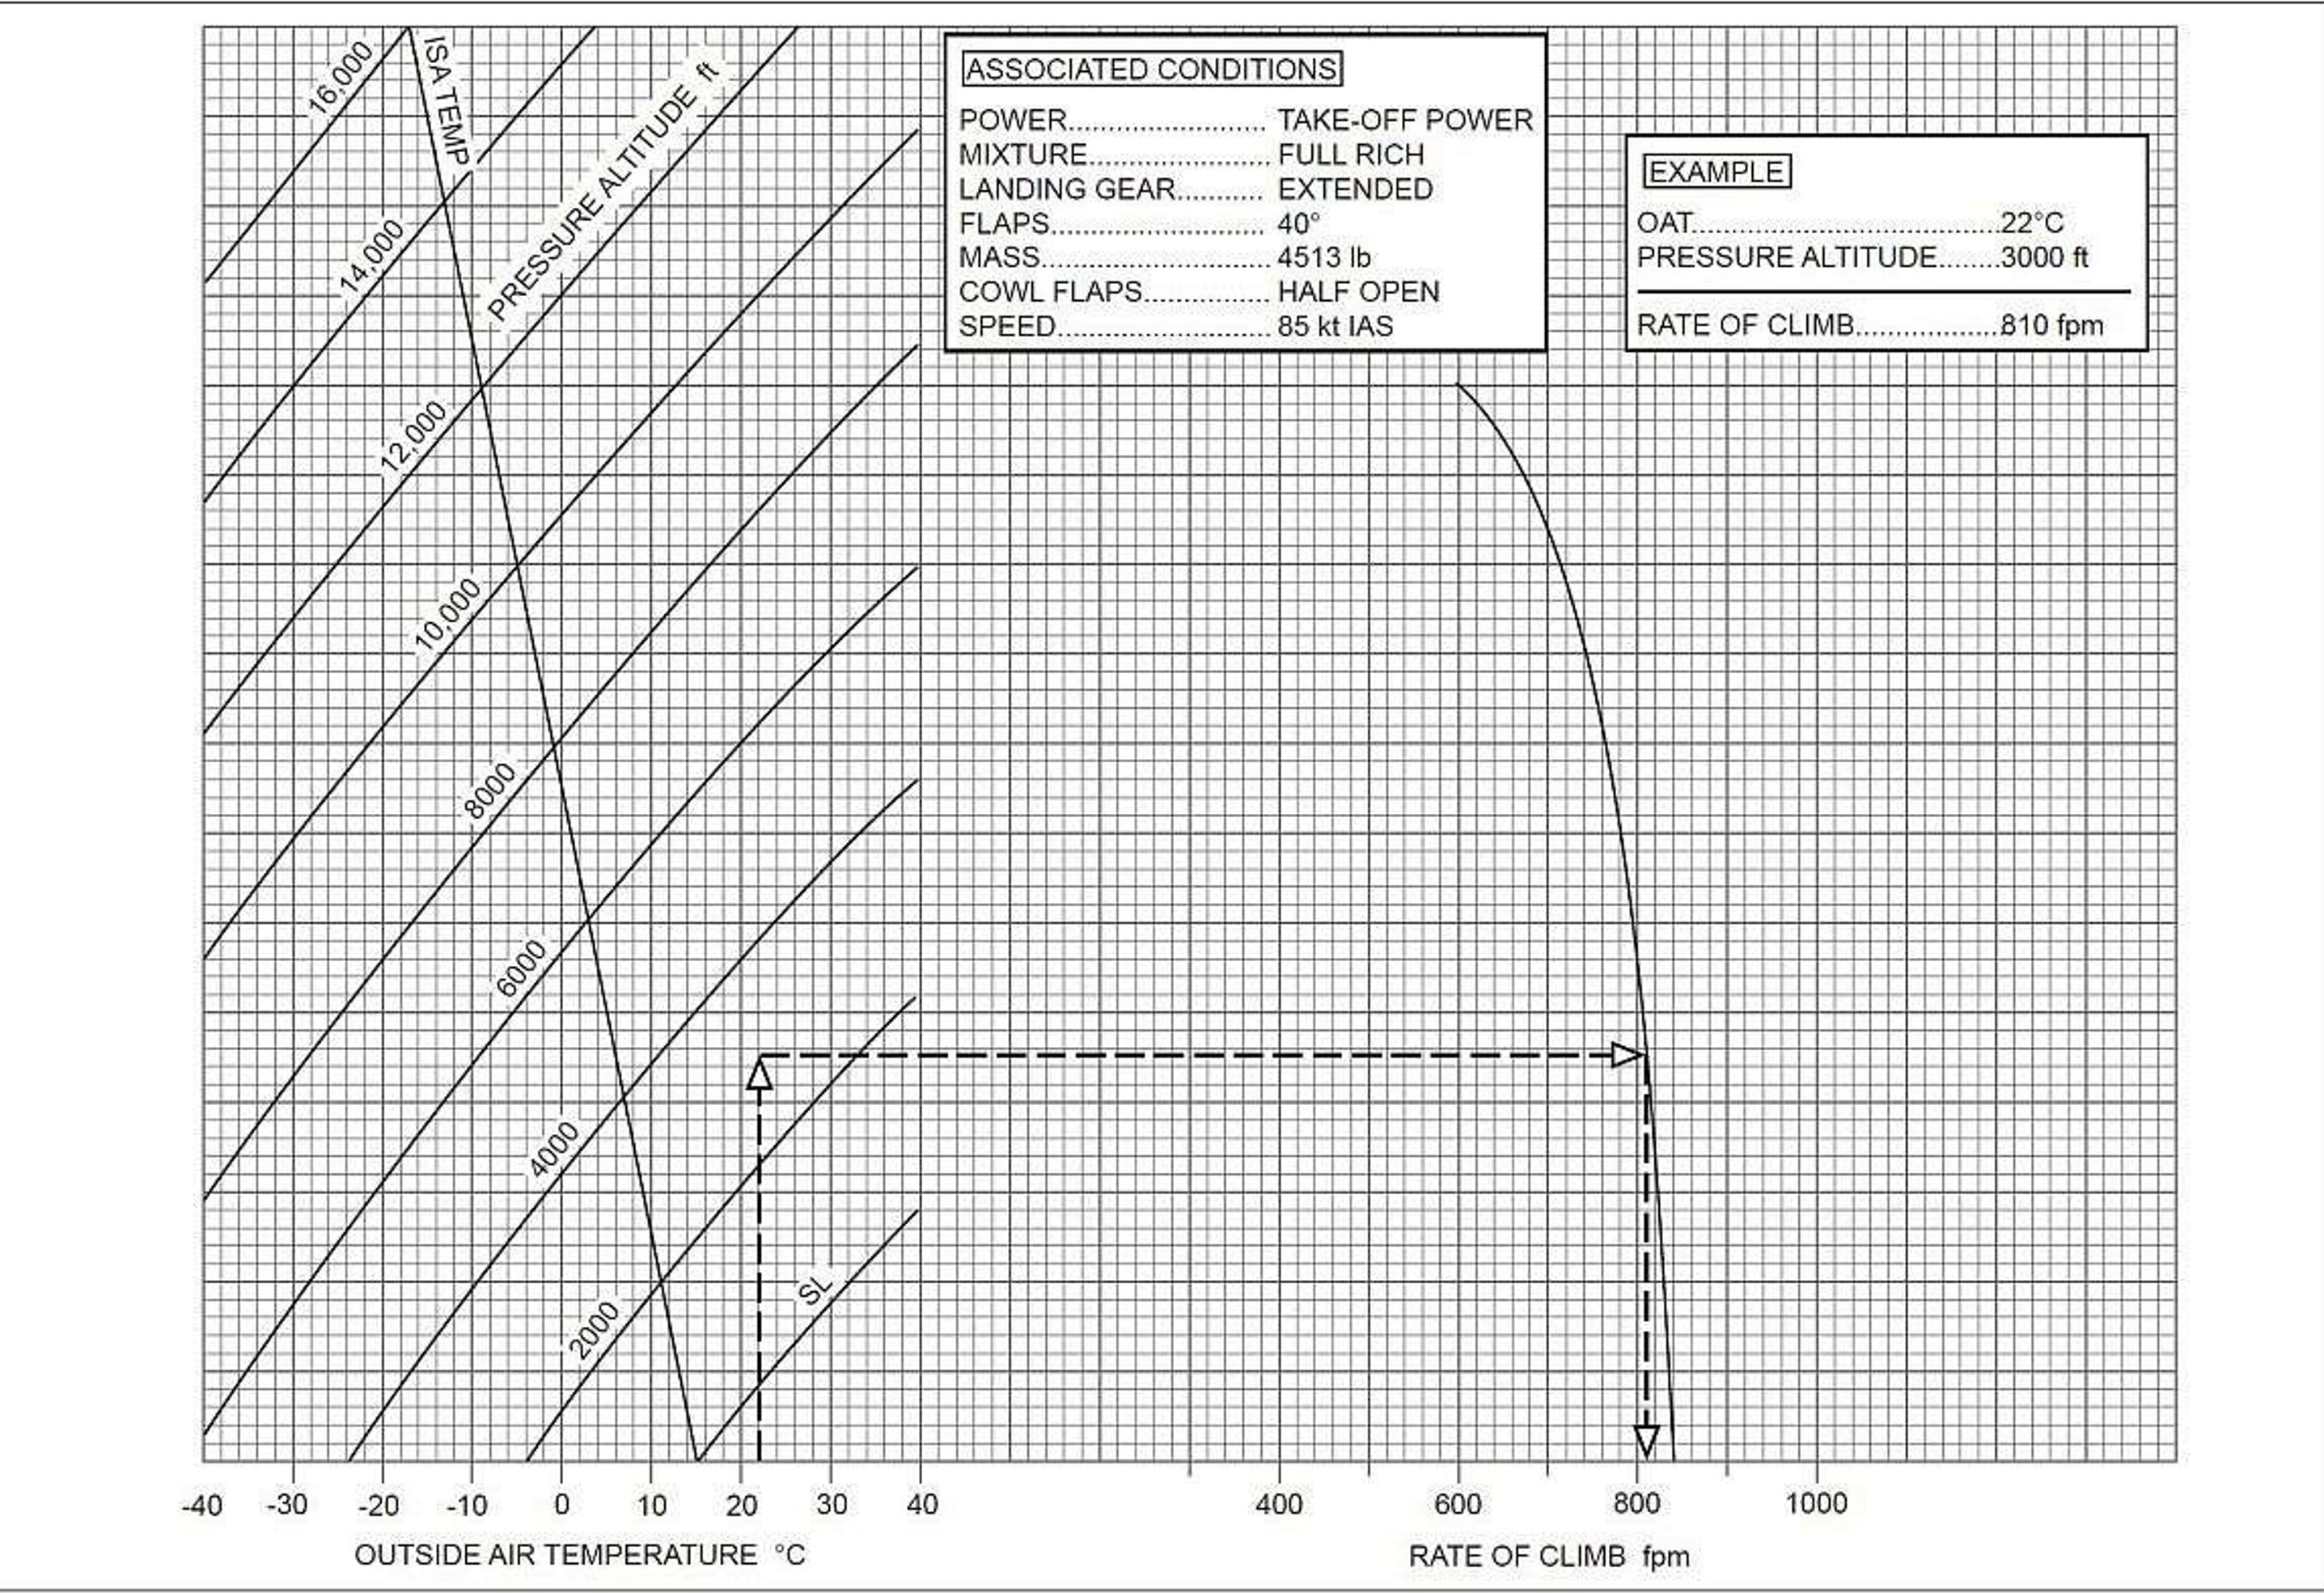 16,000
ISA TEMP
14,000
PRESSURE ALTITUDE ft
12,000
10,000
8000
6000
4000
2000
SL
ASSOCIATED CONDITIONS
POWER........................ TAKE-OFF POWER
MIXTURE...................... FULL RICH
LANDING GEAR........... EXTENDED
FLAPS........................... 40°
MASS............................ 4513 lb
COWL FLAPS................ HALF OPEN
SPEED.......................... 85 kt IAS
EXAMPLE
OAT......................................22°C
PRESSURE ALTITUDE........3000 ft
RATE OF CLIMB...................810 fpm
-40 -30 -20 -10 0 10 20 30 40 400 600 800 1000
OUTSIDE AIR TEMPERATURE °C RATE OF CLIMB fpm